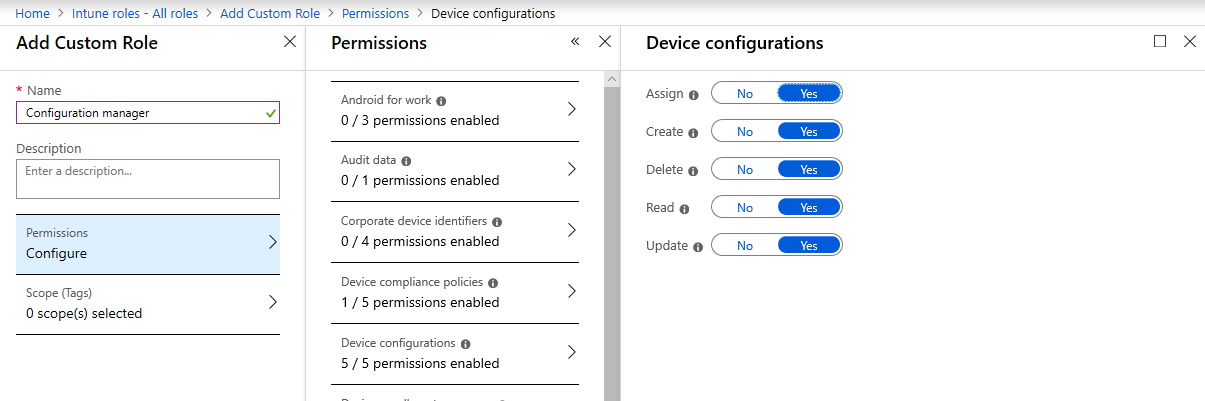 Home > Intune roles - All roles > Add Custom Role > Permissions > Device configurations
Add Custom Role
* Name
Configuration manager
Description
Enter a description...
Permissions
Configure
Scope (Tags)
0 scope(s) selected
Permissions
Android for work
0 / 3 permissions enabled
Audit data
0 / 1 permissions enabled
Corporate device identifiers
0 / 4 permissions enabled
Device compliance policies
1 / 5 permissions enabled
Device configurations
5 / 5 permissions enabled
Device configurations
Assign No Yes
Create No Yes
Delete No Yes
Read No Yes
Update No Yes